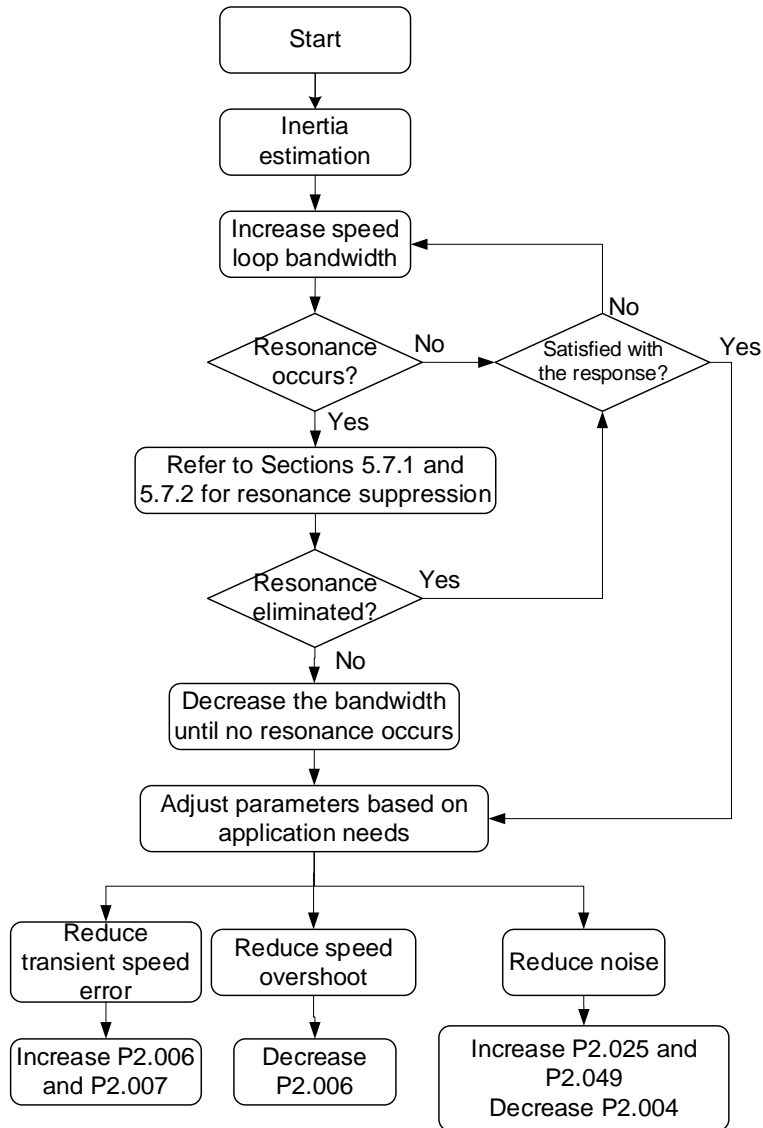 Start
Inertia
estimation
Increase speed
loop bandwidth
No
Resonance
occurs?
No
Satisfied with
the response?
Yes
Yes
Refer to Sections 5.7.1 and
5.7.2 for resonance suppression
Resonance
eliminated?
Yes
No
Decrease the bandwidth
until no resonance occurs
Adjust parameters based on
application needs
Reduce
transient speed
error
Reduce speed
overshoot
Reduce noise
Increase P2.006
and P2.007
Decrease
P2.006
Increase P2.025 and
P2.049
Decrease P2.004